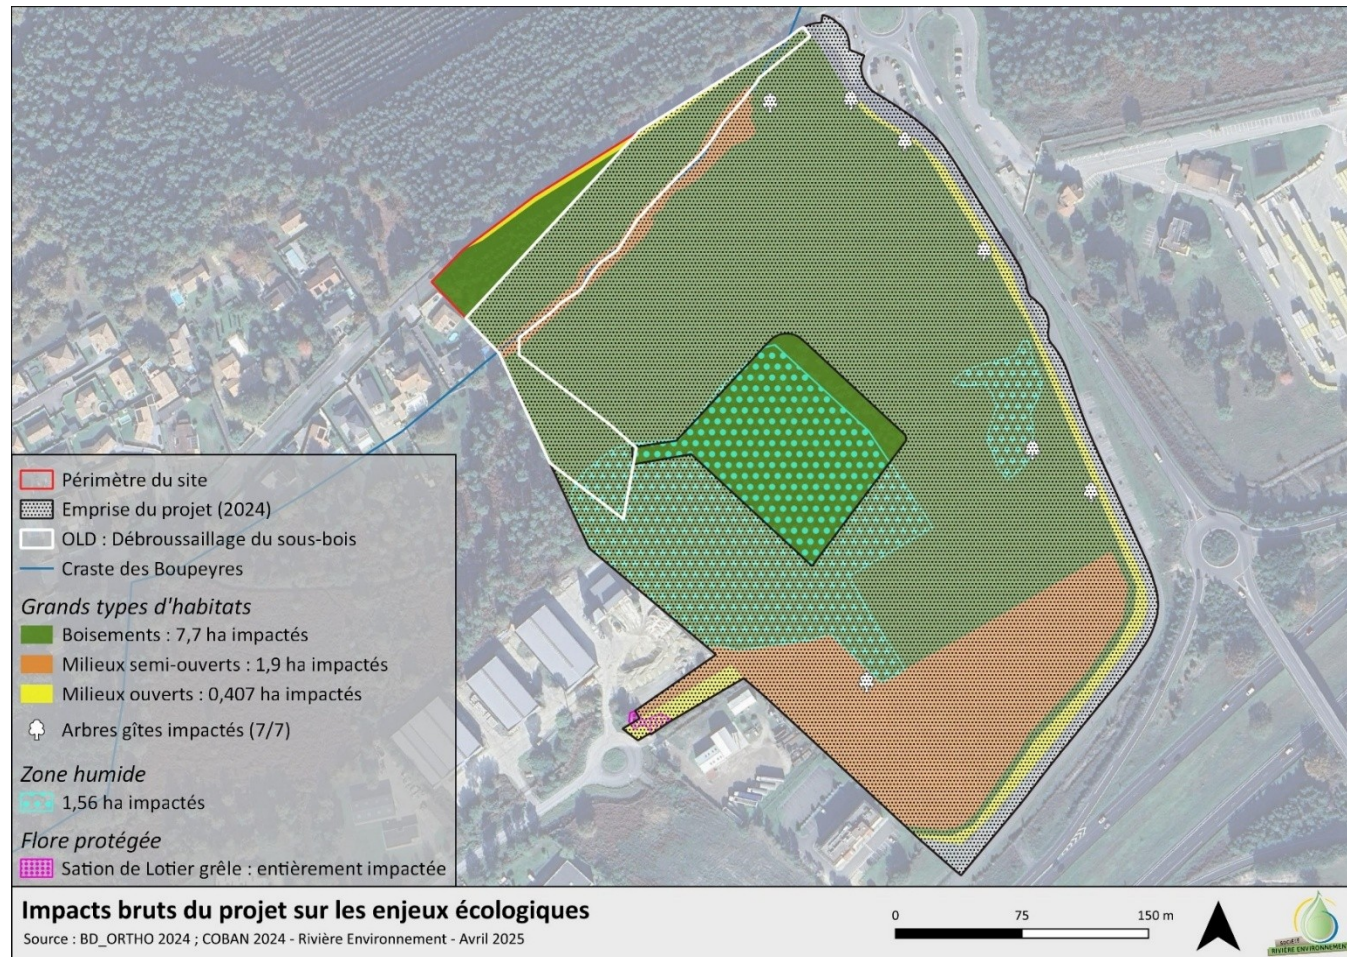 Périmètre du site
Emprise du projet (2024)
OLD : Débroussaillage du sous-bois
Craste des Boupeyres
Grands types d'habitats
Boisements : 7,7 ha impactés
Milieux semi-ouverts : 1,9 ha impactés
Milieux ouverts : 0,407 ha impactés
Arbres gîtes impactés (7/7)
Zone humide
1,56 ha impactés
Flore protégée
Sation de Lotier grêle : entièrement impactée
Impacts bruts du projet sur les enjeux écologiques
Source : BD_ORTHO 2024 ; COBAN 2024 - Rivière Environnement - Avril 2025
0 75 150 m
SOCIÉTÉ
RIVIÈRE ENVIRONNEMENT